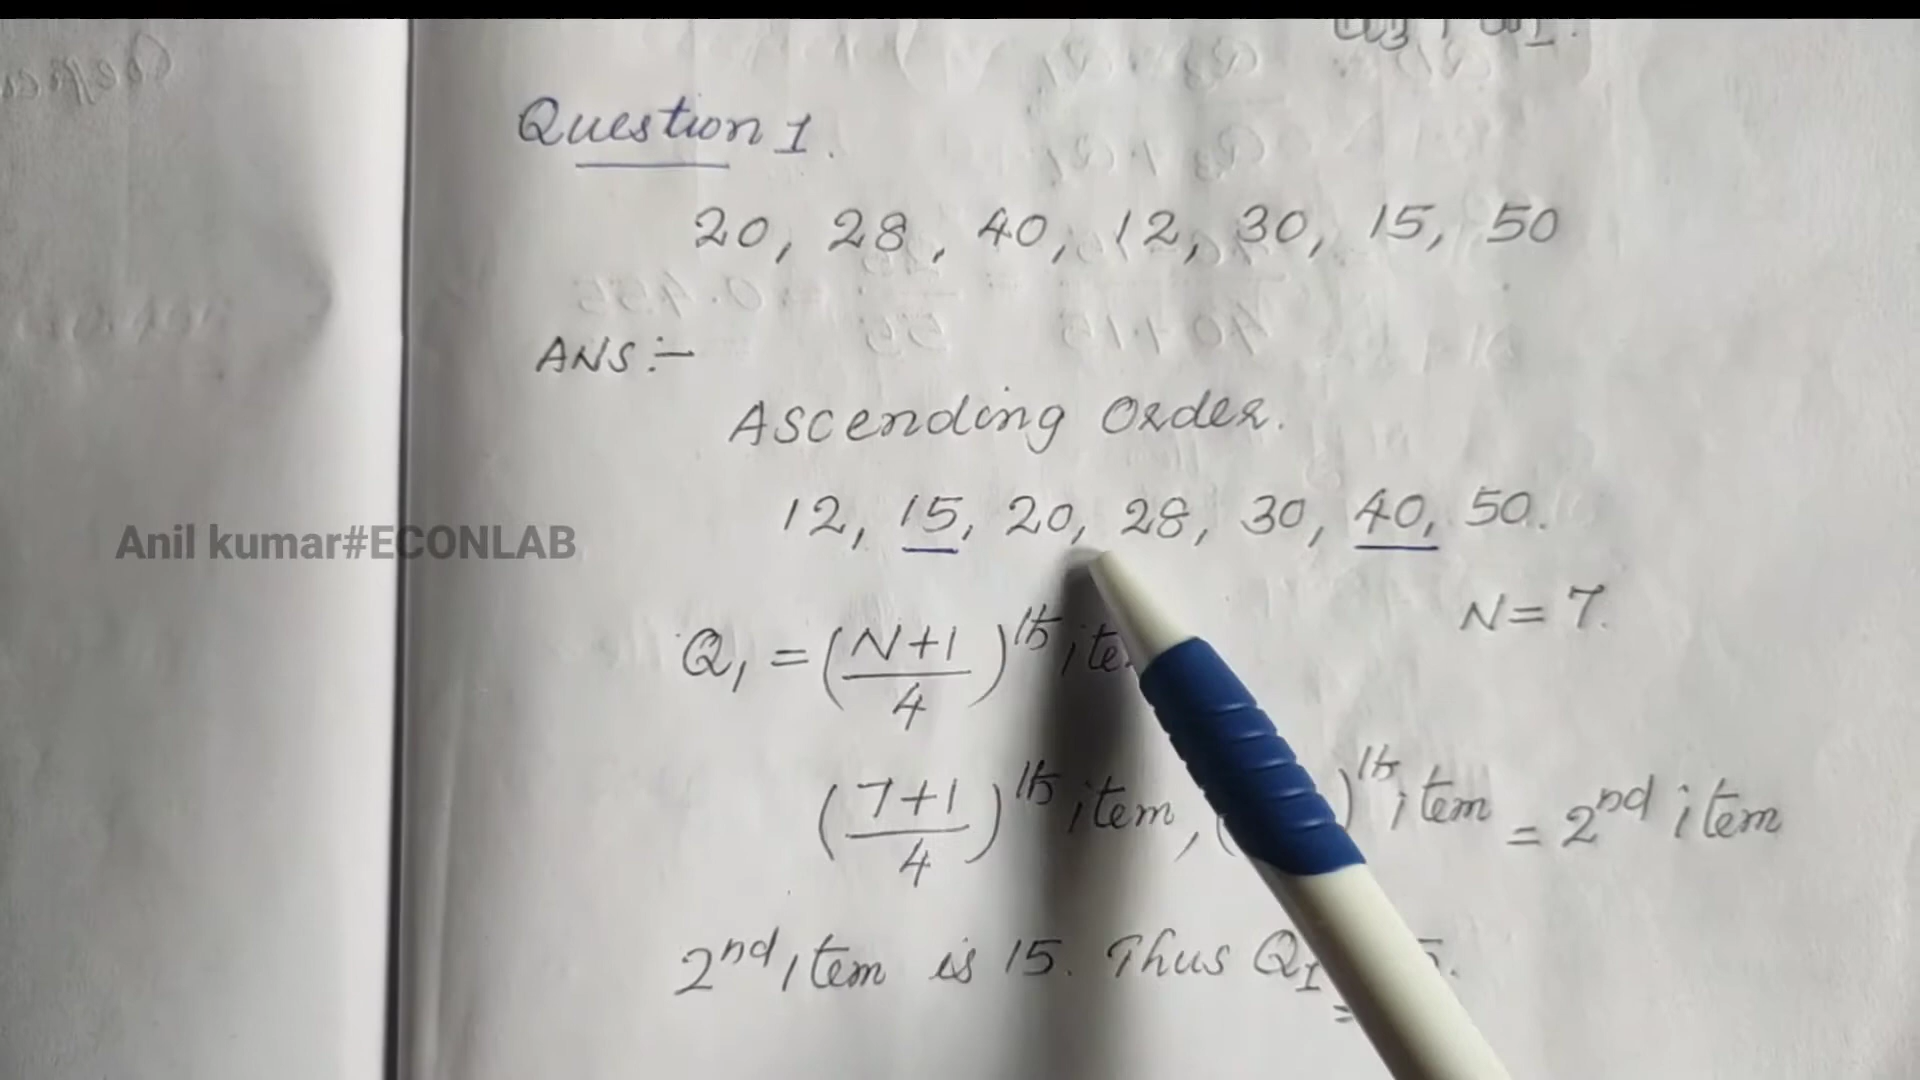 Question 1.
20, 28, 40, 12, 30, 15, 50
ANS:-
Ascending Order.
12, 15, 20, 28, 30, 40, 50.
Anil kumar#ECONLAB
N = 7.
Q1 = (N+1/4)th
(7+1/4)th item, ( )th item = 2nd item
2nd item is 15. Thus Q1 =